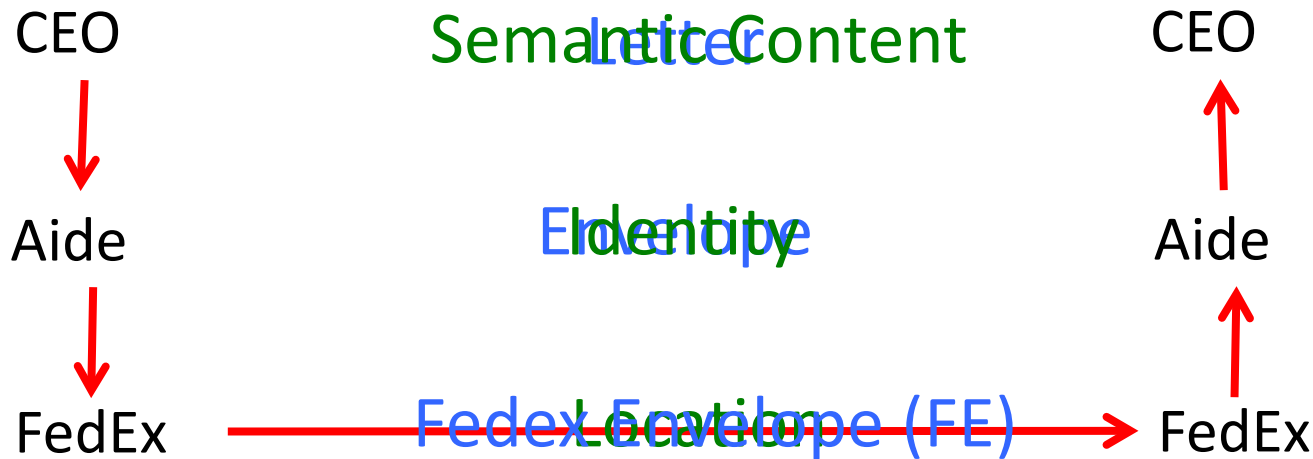 CEO
Semantic Content
Letter
CEO
Aide
Envelope
Identity
Aide
FedEx
Fedex Envelope (FE)
Location
FedEx